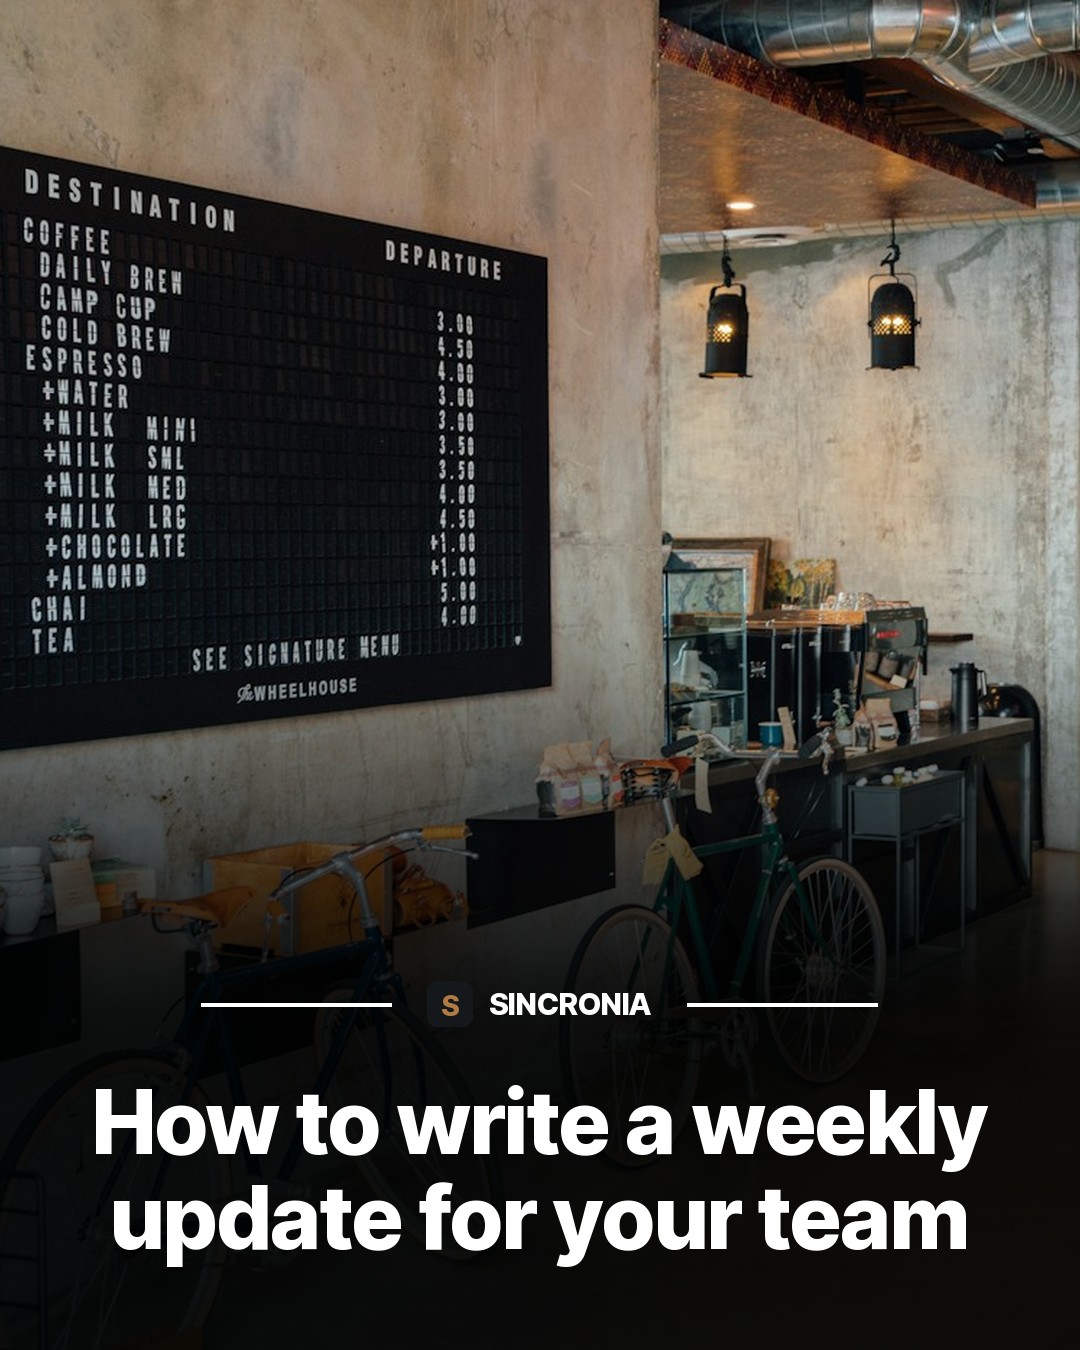 DESTINATION
DEPARTURE
COFFEE
DAILY BREW 3.00
CAMP CUP 4.50
COLD BREW 4.00
ESPRESSO 3.00
+WATER 3.00
+MILK MINI 3.50
+MILK SML 3.50
+MILK MED 4.00
+MILK LRG 4.50
+CHOCOLATE +1.00
+ALMOND +1.00
CHAI 5.00
TEA 4.00
SEE SIGNATURE MENU
The WHEELHOUSE
S SINCRONIA
How to write a weekly
update for your team